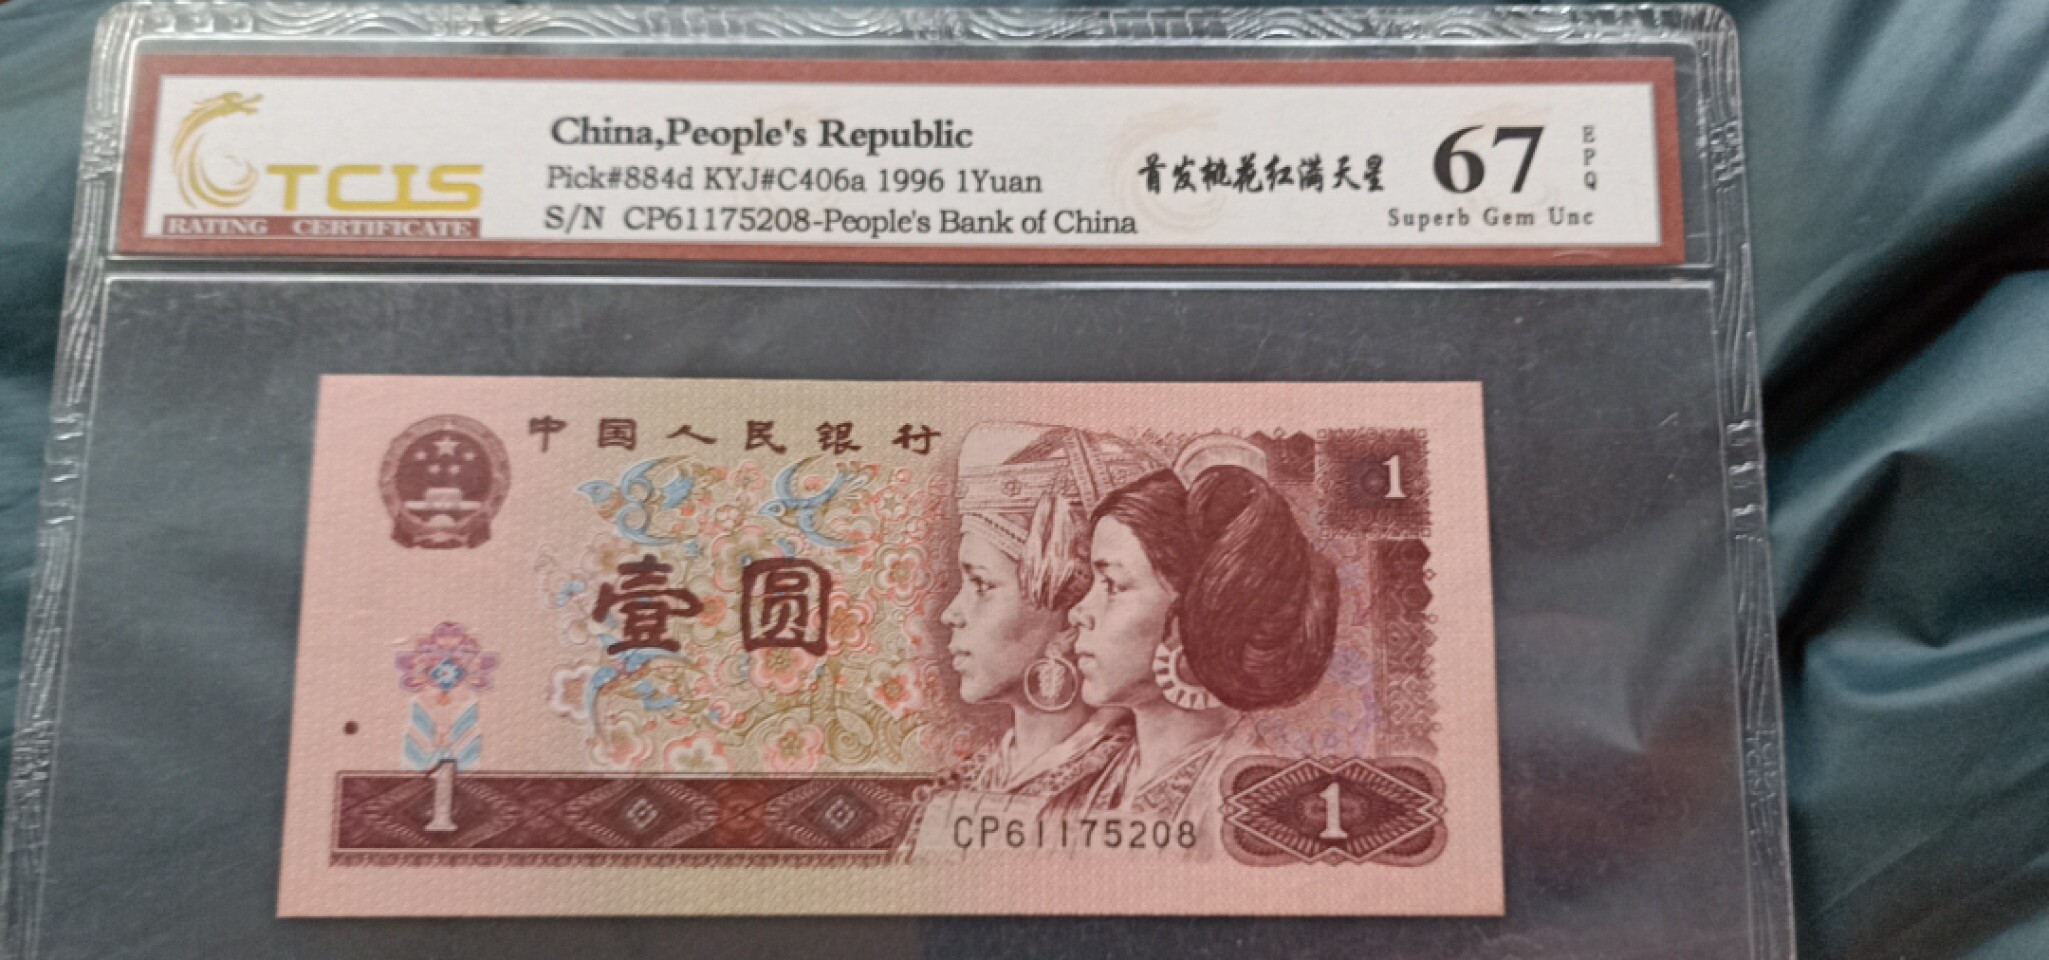 TCIS
RATING CERTIFICATE
China,People's Republic
Pick#884d KYJ#C406a 1996 1Yuan
S/N CP61175208-People's Bank of China
首发桃花红满天星
67
EPQ
Superb Gem Unc
中国人民银行
1
壹圆
1
1
CP61175208